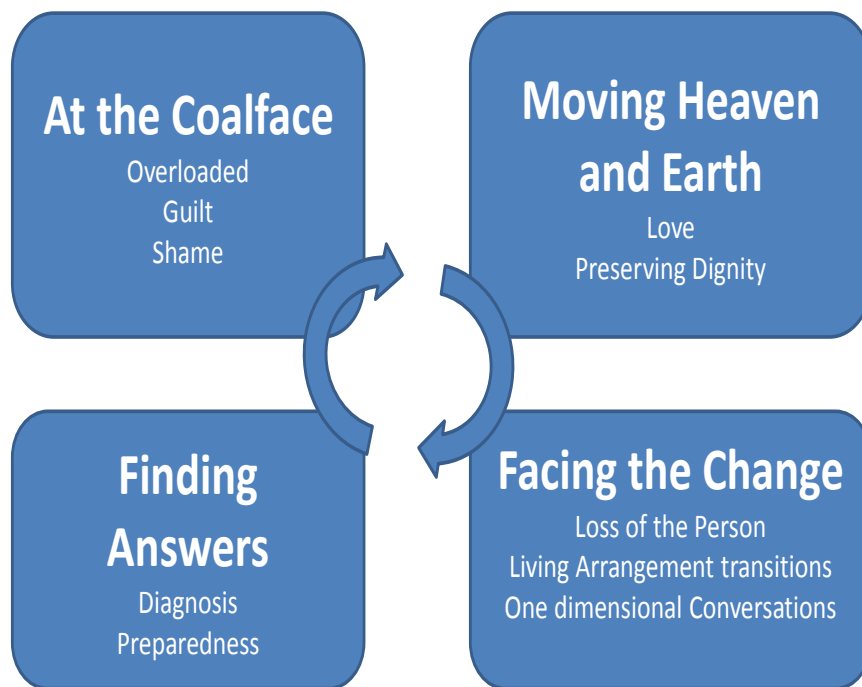 At the Coalface
Overloaded
Guilt
Shame
Moving Heaven
and Earth
Love
Preserving Dignity
Finding
Answers
Diagnosis
Preparedness
Facing the Change
Loss of the Person
Living Arrangement transitions
One dimensional Conversations